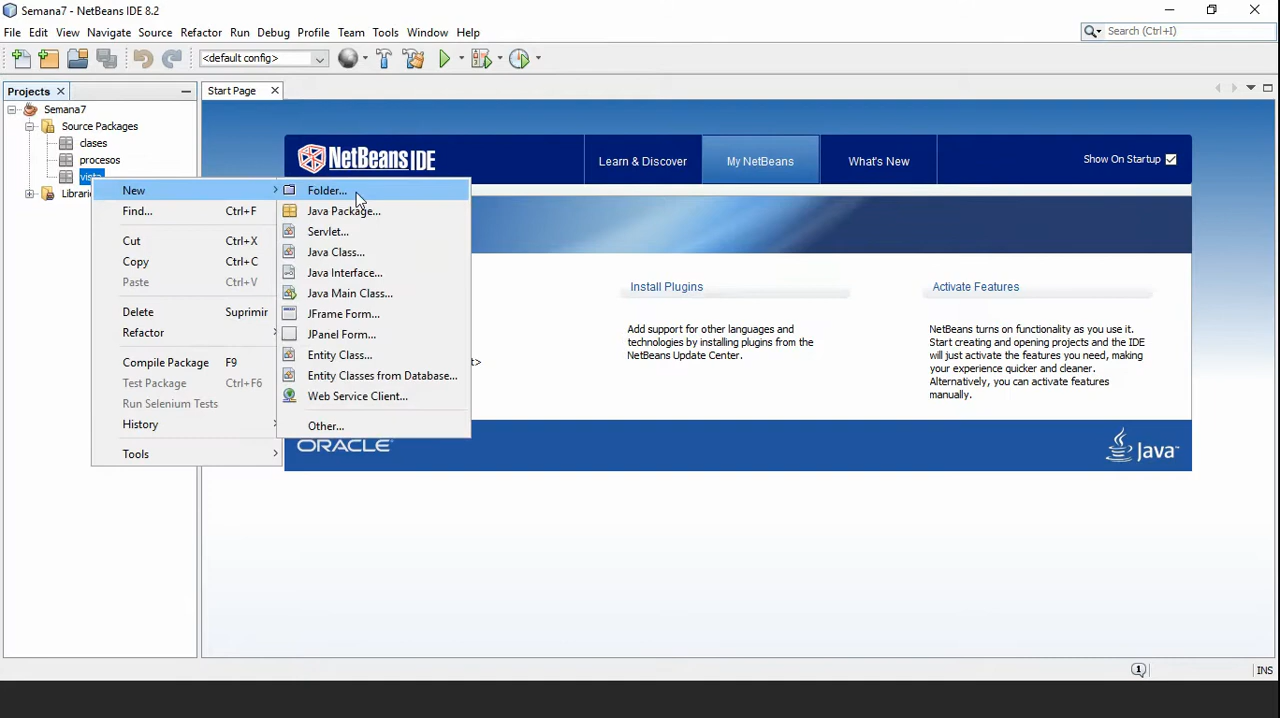 Semana7 - NetBeans IDE 8.2
File Edit View Navigate Source Refactor Run Debug Profile Team Tools Window Help
Search (Ctrl+I)
<default config>
Projects
Start Page
Semana7
Source Packages
clases
procesos
vista
Librari
New
Find... Ctrl+F
Cut Ctrl+X
Copy Ctrl+C
Paste Ctrl+V
Delete Suprimir
Refactor
Compile Package F9
Test Package Ctrl+F6
Run Selenium Tests
History
Tools
Folder...
Java Package...
Servlet...
Java Class...
Java Interface...
Java Main Class...
JFrame Form...
JPanel Form...
Entity Class...
Entity Classes from Database...
Web Service Client...
Other...
NetBeans IDE
Learn & Discover
My NetBeans
What's New
Show On Startup
t>
Install Plugins
Add support for other languages and
technologies by installing plugins from the
NetBeans Update Center.
Activate Features
NetBeans turns on functionality as you use it.
Start creating and opening projects and the IDE
will just activate the features you need, making
your experience quicker and cleaner.
Alternatively, you can activate features
manually.
ORACLE
Java™
1
INS